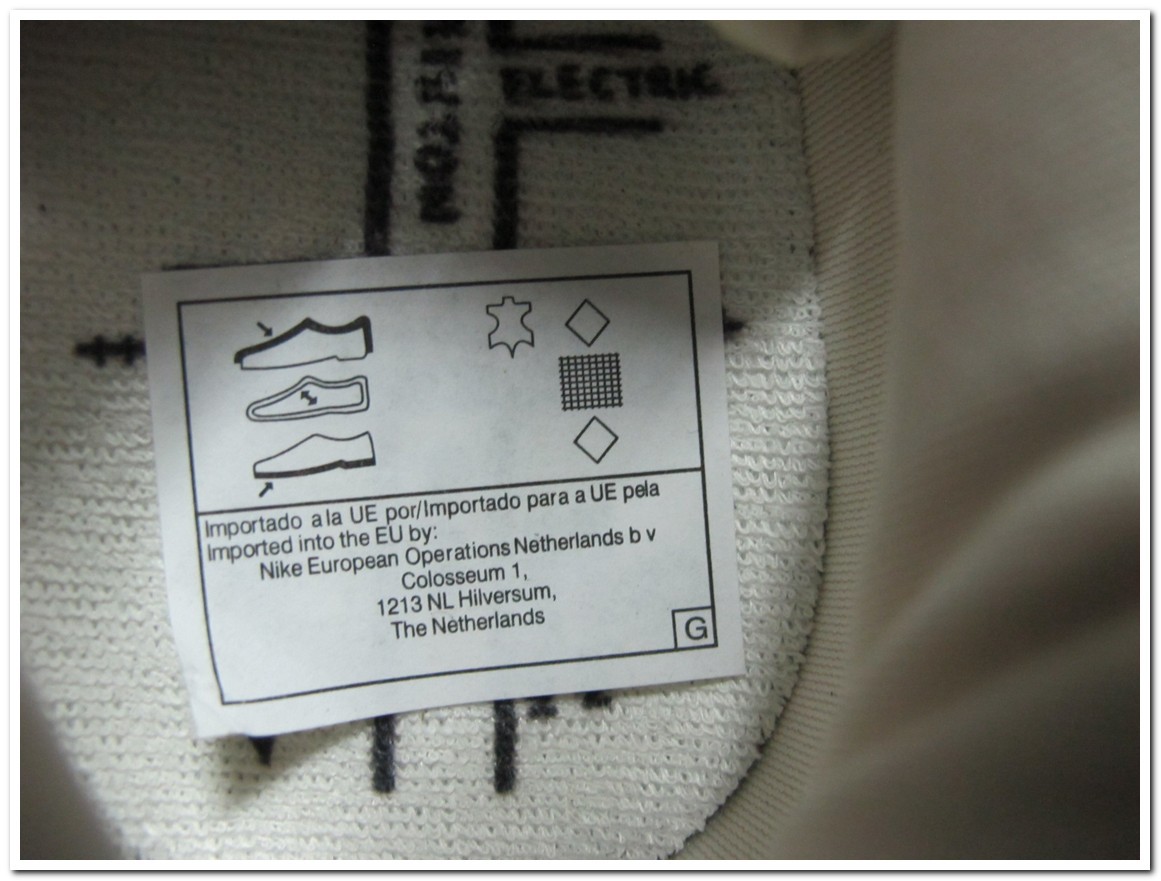 ELECTRIC
Importado a la UE por/Importado para a UE pela
Imported into the EU by:
Nike European Operations Netherlands b v
Colosseum 1,
1213 NL Hilversum,
The Netherlands
G